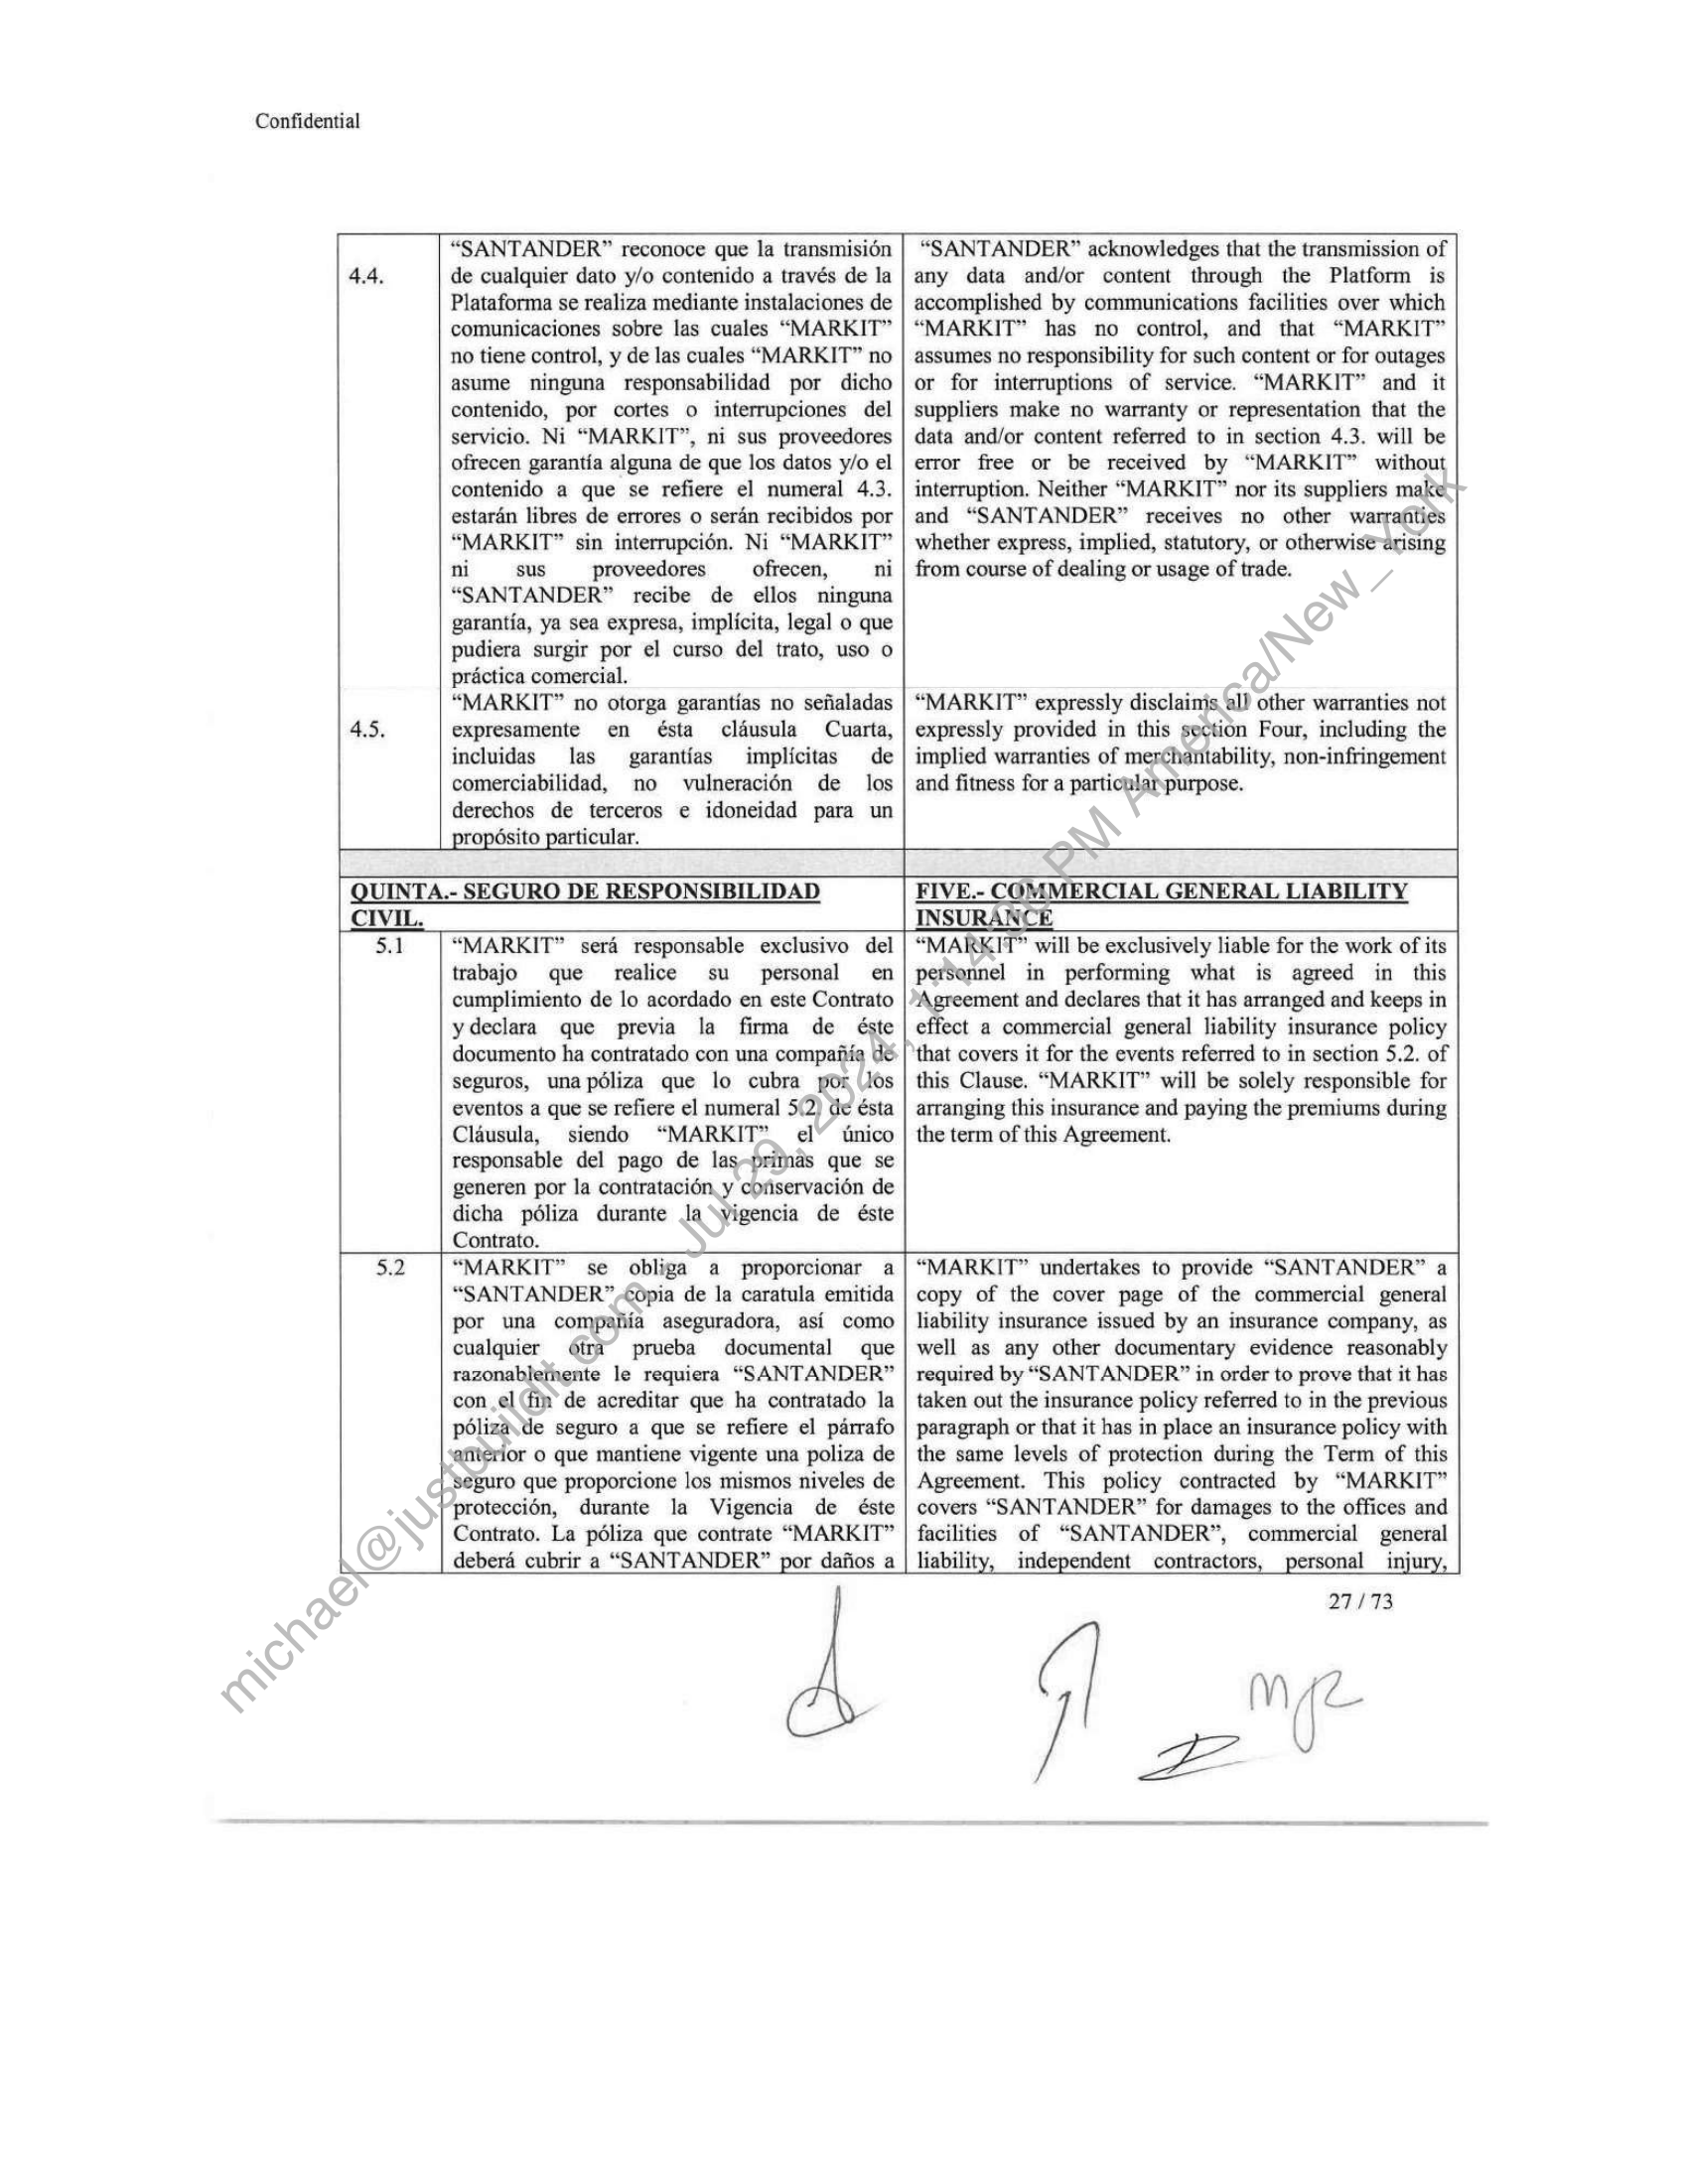 Confidential
4.4.
“SANTANDER” reconoce que la transmisión
de cualquier dato y/o contenido a través de la
Plataforma se realiza mediante instalaciones de
comunicaciones sobre las cuales “MARKIT”
no tiene control, y de las cuales “MARKIT” no
asume ninguna responsabilidad por dicho
contenido, por cortes o interrupciones del
servicio. Ni “MARKIT”, ni sus proveedores
ofrecen garantía alguna de que los datos y/o el
contenido a que se refiere el numeral 4.3.
estarán libres de errores o serán recibidos por
“MARKIT” sin interrupción. Ni “MARKIT”
ni sus proveedores ofrecen, ni
“SANTANDER” recibe de ellos ninguna
garantía, ya sea expresa, implícita, legal o que
pudiera surgir por el curso del trato, uso o
práctica comercial.
“SANTANDER” acknowledges that the transmission of
any data and/or content through the Platform is
accomplished by communications facilities over which
“MARKIT” has no control, and that “MARKIT”
assumes no responsibility for such content or for outages
or for interruptions of service. “MARKIT” and it
suppliers make no warranty or representation that the
data and/or content referred to in section 4.3. will be
error free or be received by “MARKIT” without
interruption. Neither “MARKIT” nor its suppliers make
and “SANTANDER” receives no other warranties
whether express, implied, statutory, or otherwise arising
from course of dealing or usage of trade.
4.5.
“MARKIT” no otorga garantías no señaladas
expresamente en ésta cláusula Cuarta,
incluidas las garantías implícitas de
comerciabilidad, no vulneración de los
derechos de terceros e idoneidad para un
propósito particular.
“MARKIT” expressly disclaims all other warranties not
expressly provided in this section Four, including the
implied warranties of merchantability, non-infringement
and fitness for a particular purpose.
QUINTA.- SEGURO DE RESPONSIBILIDAD
CIVIL.
FIVE.- COMMERCIAL GENERAL LIABILITY
INSURANCE
5.1
“MARKIT” será responsable exclusivo del
trabajo que realice su personal en
cumplimiento de lo acordado en este Contrato
y declara que previa la firma de éste
documento ha contratado con una compañía de
seguros, una póliza que lo cubra por los
eventos a que se refiere el numeral 5.2. de ésta
Cláusula, siendo “MARKIT” el único
responsable del pago de las primas que se
generen por la contratación y conservación de
dicha póliza durante la vigencia de éste
Contrato.
“MARKIT” will be exclusively liable for the work of its
personnel in performing what is agreed in this
Agreement and declares that it has arranged and keeps in
effect a commercial general liability insurance policy
that covers it for the events referred to in section 5.2. of
this Clause. “MARKIT” will be solely responsible for
arranging this insurance and paying the premiums during
the term of this Agreement.
5.2
“MARKIT” se obliga a proporcionar a
“SANTANDER” copia de la caratula emitida
por una compañía aseguradora, así como
cualquier otra prueba documental que
razonablemente le requiera “SANTANDER”
con el fin de acreditar que ha contratado la
póliza de seguro a que se refiere el párrafo
anterior o que mantiene vigente una poliza de
seguro que proporcione los mismos niveles de
protección, durante la Vigencia de éste
Contrato. La póliza que contrate “MARKIT”
deberá cubrir a “SANTANDER” por daños a
“MARKIT” undertakes to provide “SANTANDER” a
copy of the cover page of the commercial general
liability insurance issued by an insurance company, as
well as any other documentary evidence reasonably
required by “SANTANDER” in order to prove that it has
taken out the insurance policy referred to in the previous
paragraph or that it has in place an insurance policy with
the same levels of protection during the Term of this
Agreement. This policy contracted by “MARKIT”
covers “SANTANDER” for damages to the offices and
facilities of “SANTANDER”, commercial general
liability, independent contractors, personal injury,
27 / 73
michael@justbuildit.com - Jul 29, 2024, 1:14:36 PM America/New_York